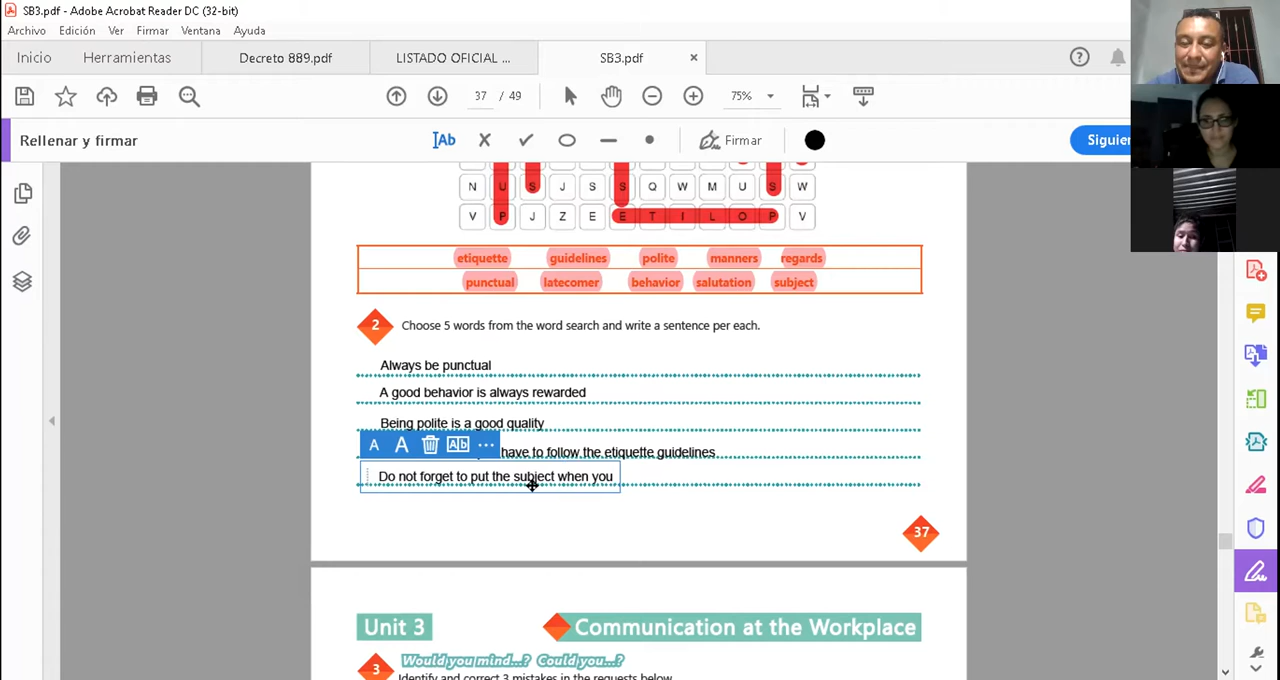 SB3.pdf - Adobe Acrobat Reader DC (32-bit)
Archivo Edición Ver Firmar Ventana Ayuda
Inicio Herramientas Decreto 889.pdf LISTADO OFICIAL ... SB3.pdf ×
37 / 49 75%
Rellenar y firmar Ab Firmar Siguien
N U S J S S Q W M U S W
V P J Z E E T I L O P V
etiquette guidelines polite manners regards
punctual latecomer behavior salutation subject
2 Choose 5 words from the word search and write a sentence per each.
Always be punctual
A good behavior is always rewarded
Being polite is a good quality
A A Ab ... have to follow the etiquette guidelines
Do not forget to put the subject when you
37
Unit 3 Communication at the Workplace
3 Would you mind...? Could you...?
Identify and correct 3 mistakes in the requests below